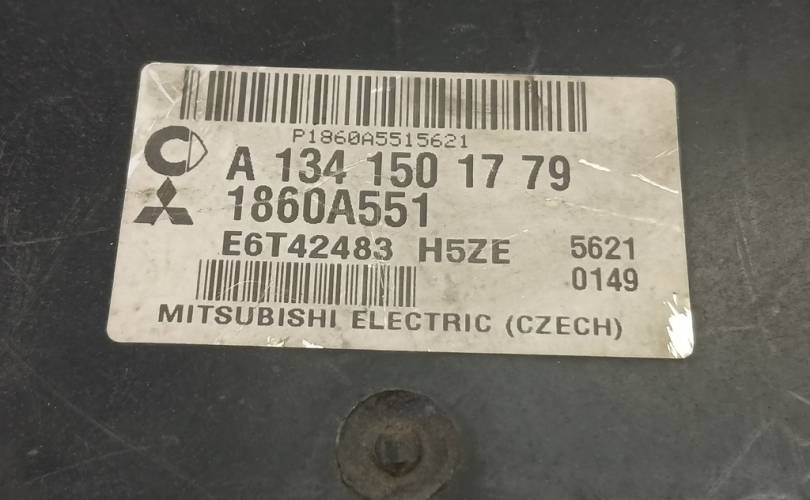 P1860A5515621
A 134 150 17 79
1860A551
E6T42483 H5ZE 5621
0149
MITSUBISHI ELECTRIC (CZECH)